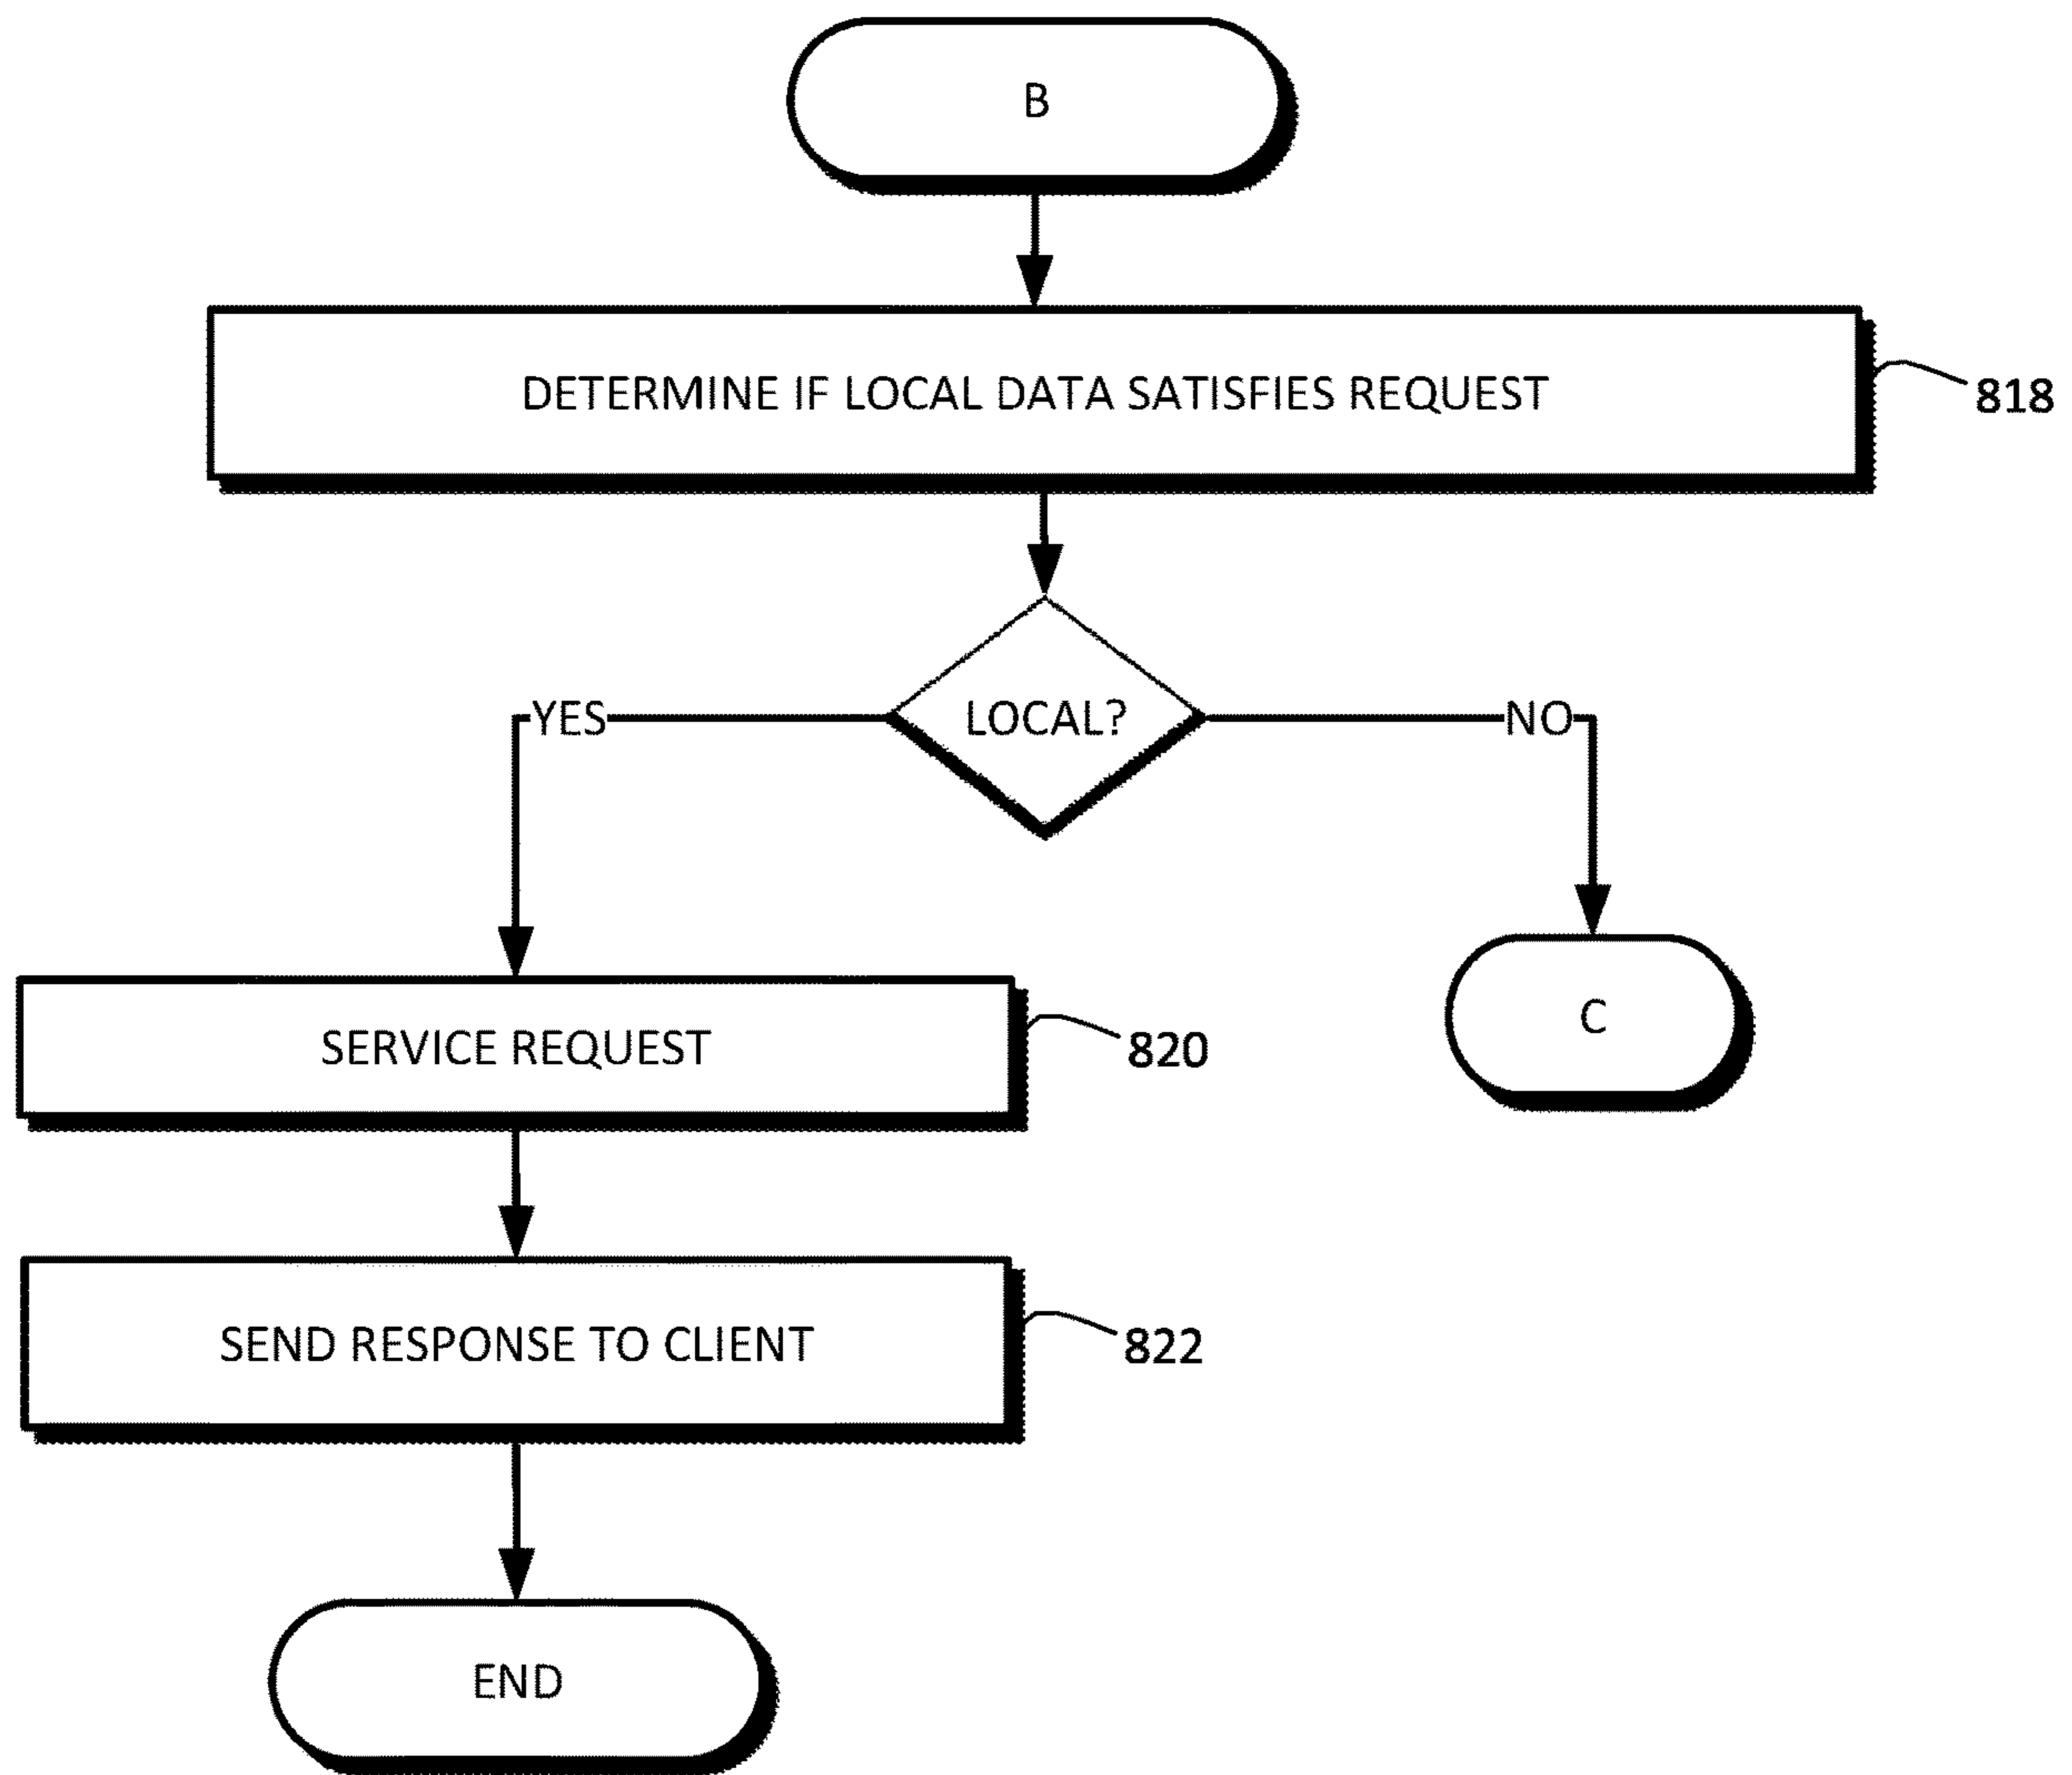 B
DETERMINE IF LOCAL DATA SATISFIES REQUEST
818
LOCAL?
YES
NO
SERVICE REQUEST
820
C
SEND RESPONSE TO CLIENT
822
END